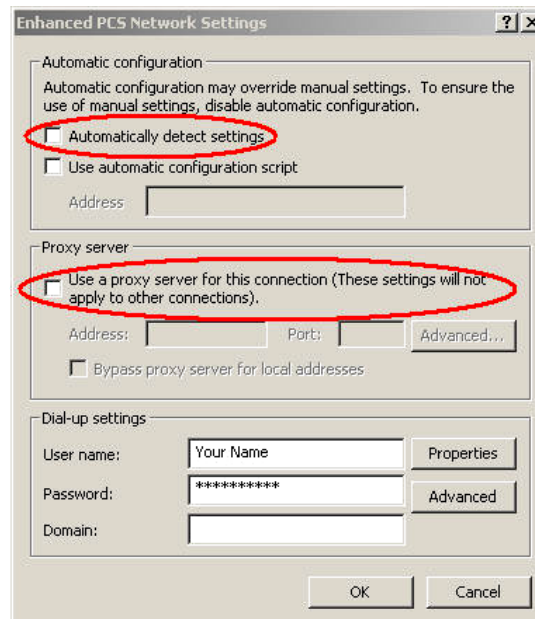 Enhanced PCS Network Settings
Automatic configuration
Automatic configuration may override manual settings. To ensure the
use of manual settings, disable automatic configuration.
Automatically detect settings
Use automatic configuration script
Address
Proxy server
Use a proxy server for this connection (These settings will not
apply to other connections).
Address:
Port:
Advanced...
Bypass proxy server for local addresses
Dial-up settings
User name:
Your Name
Properties
Password:
**********
Advanced
Domain:
OK
Cancel